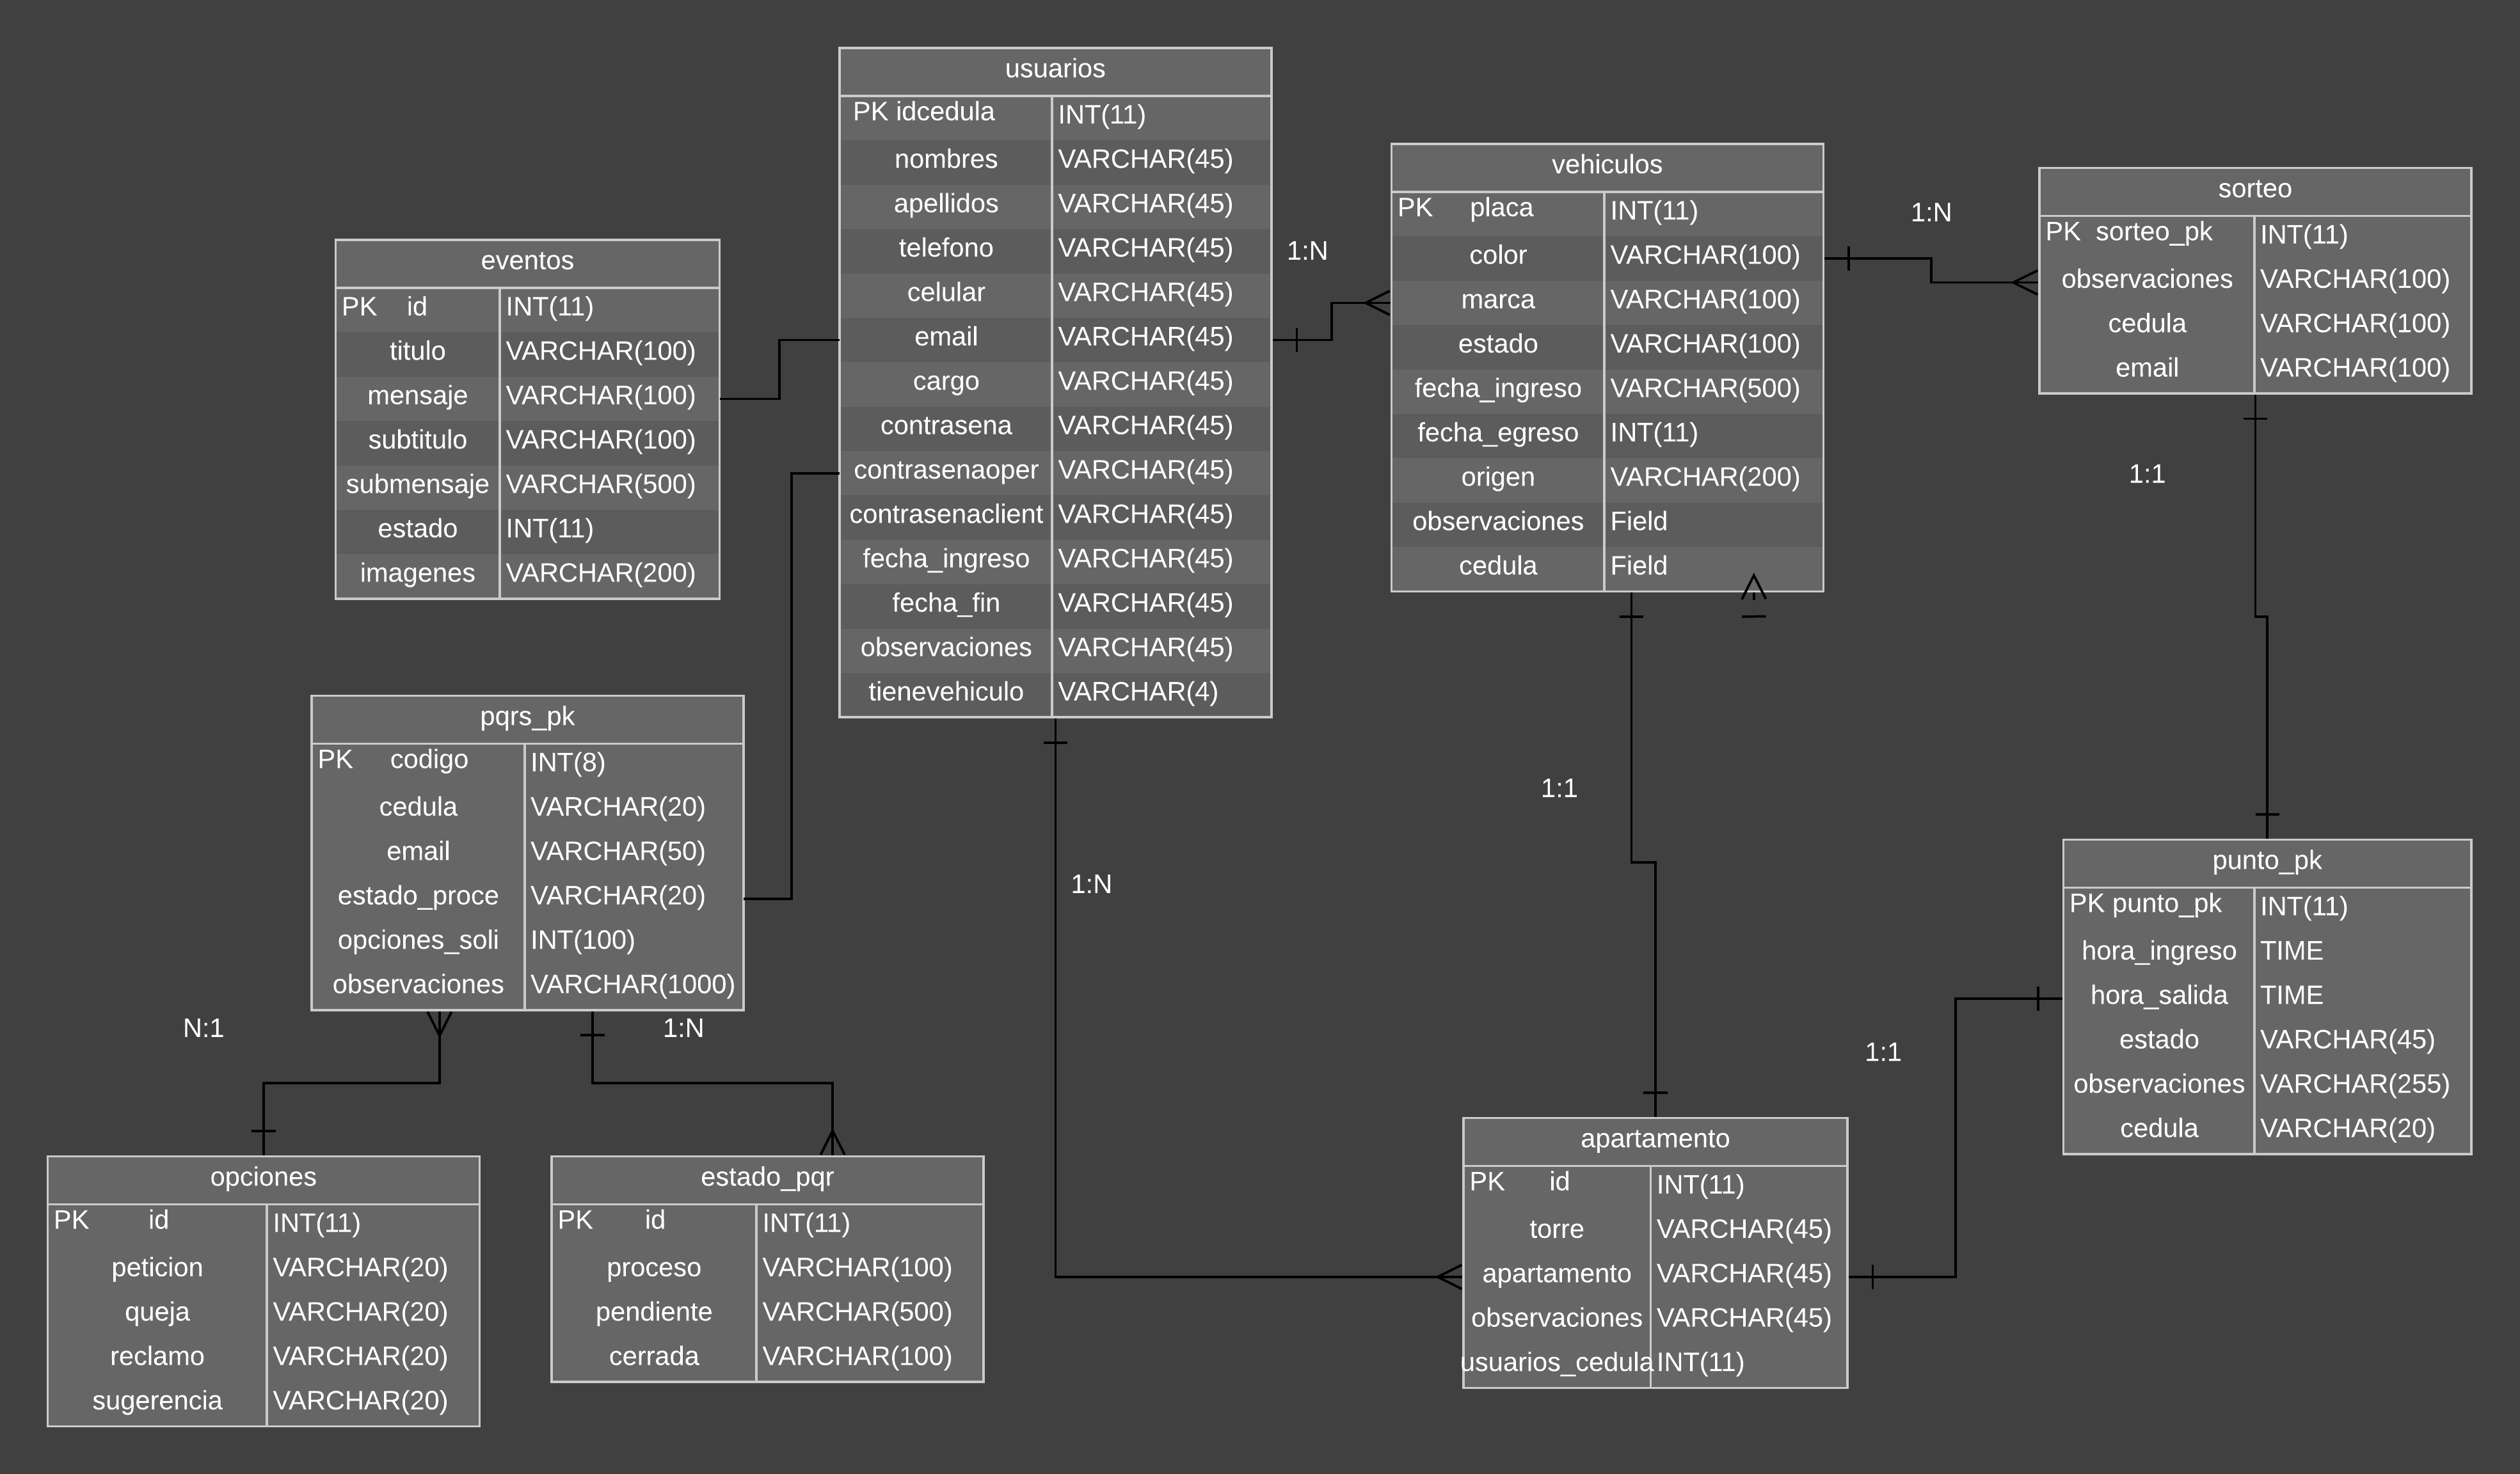 usuarios
PK idcedula INT(11)
nombres VARCHAR(45)
apellidos VARCHAR(45)
telefono VARCHAR(45)
celular VARCHAR(45)
email VARCHAR(45)
cargo VARCHAR(45)
contrasena VARCHAR(45)
contrasenaoper VARCHAR(45)
contrasenaclient VARCHAR(45)
fecha_ingreso VARCHAR(45)
fecha_fin VARCHAR(45)
observaciones VARCHAR(45)
tienevehiculo VARCHAR(4)
1:N
vehiculos
PK placa INT(11)
color VARCHAR(100)
marca VARCHAR(100)
estado VARCHAR(100)
fecha_ingreso VARCHAR(500)
fecha_egreso INT(11)
origen VARCHAR(200)
observaciones Field
cedula Field
1:N
sorteo
PK sorteo_pk INT(11)
observaciones VARCHAR(100)
cedula VARCHAR(100)
email VARCHAR(100)
1:1
eventos
PK id INT(11)
titulo VARCHAR(100)
mensaje VARCHAR(100)
subtitulo VARCHAR(100)
submensaje VARCHAR(500)
estado INT(11)
imagenes VARCHAR(200)
pqrs_pk
PK codigo INT(8)
cedula VARCHAR(20)
email VARCHAR(50)
estado_proce VARCHAR(20)
opciones_soli INT(100)
observaciones VARCHAR(1000)
N:1
1:N
1:N
1:1
punto_pk
PK punto_pk INT(11)
hora_ingreso TIME
hora_salida TIME
estado VARCHAR(45)
observaciones VARCHAR(255)
cedula VARCHAR(20)
1:1
opciones
PK id INT(11)
peticion VARCHAR(20)
queja VARCHAR(20)
reclamo VARCHAR(20)
sugerencia VARCHAR(20)
estado_pqr
PK id INT(11)
proceso VARCHAR(100)
pendiente VARCHAR(500)
cerrada VARCHAR(100)
apartamento
PK id INT(11)
torre VARCHAR(45)
apartamento VARCHAR(45)
observaciones VARCHAR(45)
usuarios_cedula INT(11)